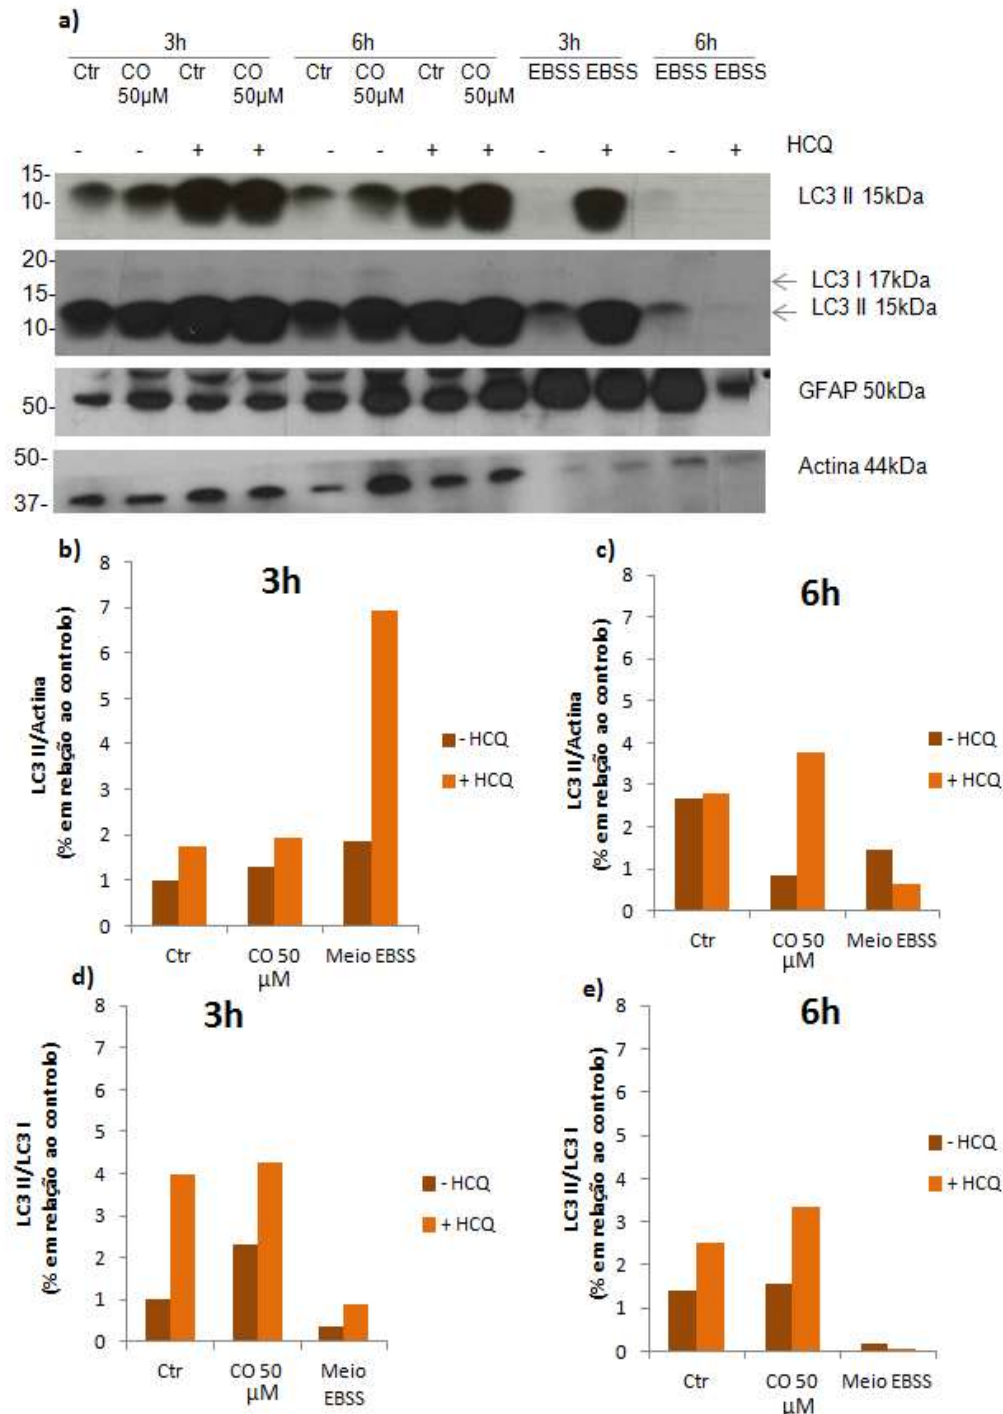 a)
3h 6h 3h 6h
Ctr CO 50µM Ctr CO 50µM Ctr CO 50µM Ctr CO 50µM EBSS EBSS EBSS EBSS
- - + + - - + + - + - + HCQ
15-
10-
LC3 II 15kDa
20-
15-
10-
LC3 I 17kDa
LC3 II 15kDa
50-
GFAP 50kDa
50-
37-
Actina 44kDa
b)
3h
LC3 II/Actina
(% em relação ao controlo)
8
7
6
5
4
3
2
1
0
Ctr
CO 50
µM
Meio EBSS
- HCQ
+ HCQ
c)
6h
LC3 II/Actina
(% em relação ao controlo)
8
7
6
5
4
3
2
1
0
Ctr
CO 50
µM
Meio EBSS
- HCQ
+ HCQ
d)
3h
LC3 II/LC3 I
(% em relação ao controlo)
8
7
6
5
4
3
2
1
0
Ctr
CO 50
µM
Meio
EBSS
- HCQ
+ HCQ
e)
6h
LC3 II/LC3 I
(% em relação ao controlo)
8
7
6
5
4
3
2
1
0
Ctr
CO 50
µM
Meio EBSS
- HCQ
+ HCQ